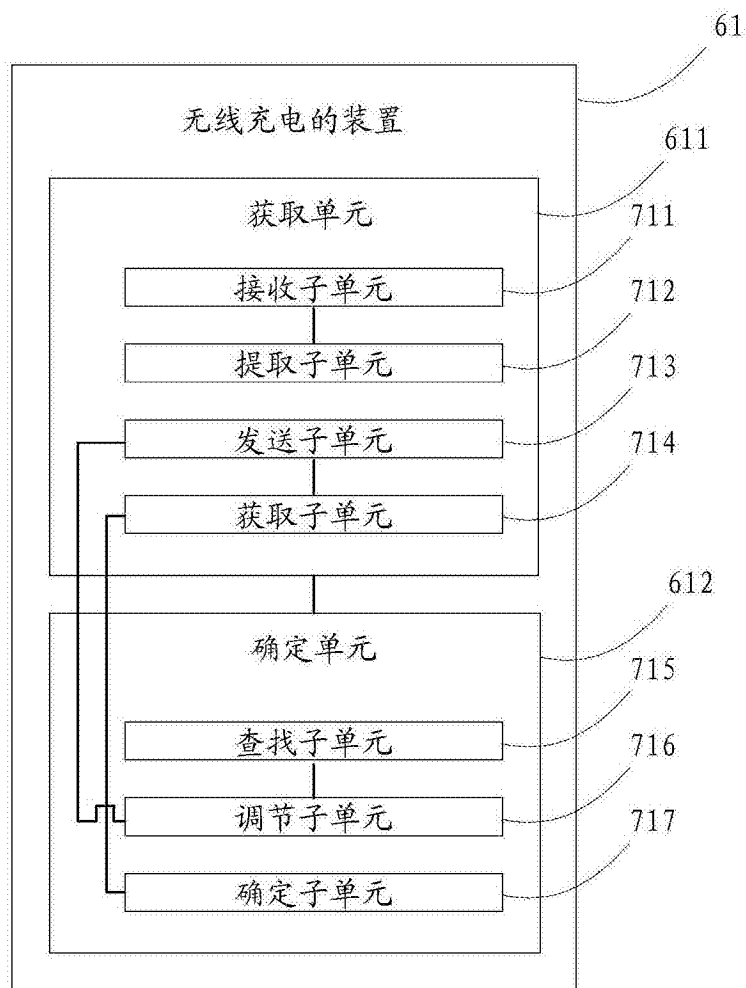 61
无线充电的装置
611
获取单元
711
接收子单元
712
提取子单元
713
发送子单元
714
获取子单元
612
确定单元
715
查找子单元
716
调节子单元
717
确定子单元